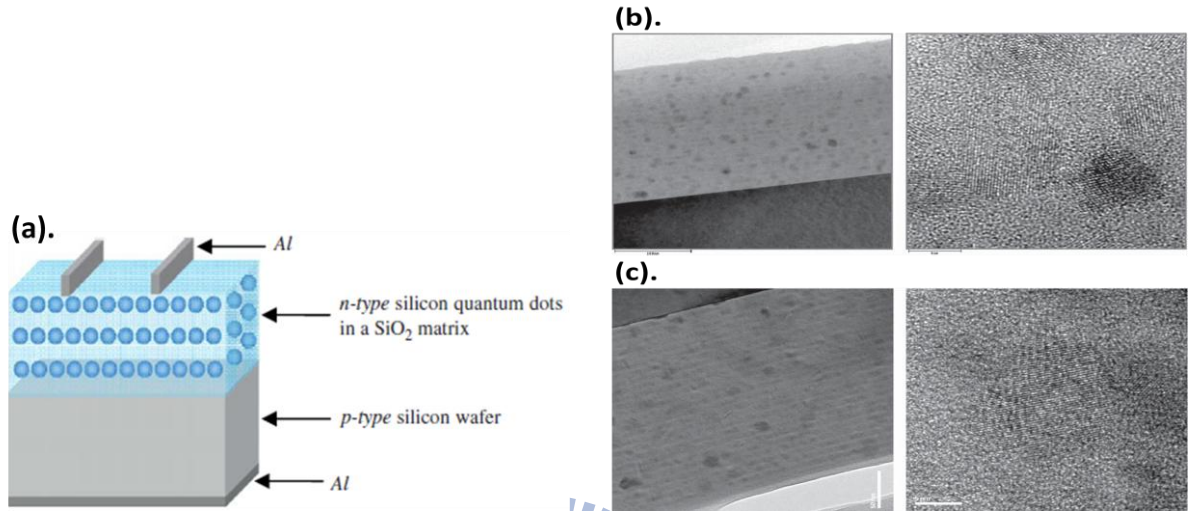 (b).
(a).
Al
n-type silicon quantum dots
in a SiO2 matrix
p-type silicon wafer
Al
(c).